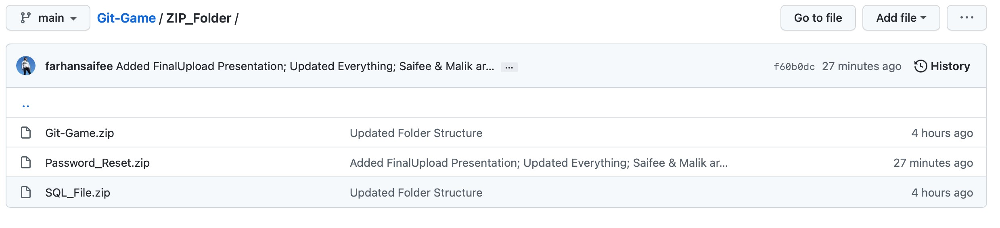 main Git-Game / ZIP_Folder / Go to file Add file ...
farhansaifee Added FinalUpload Presentation; Updated Everything; Saifee & Malik ar... ... f60b0dc 27 minutes ago History
..
Git-Game.zip Updated Folder Structure 4 hours ago
Password_Reset.zip Added FinalUpload Presentation; Updated Everything; Saifee & Malik ar... 27 minutes ago
SQL_File.zip Updated Folder Structure 4 hours ago